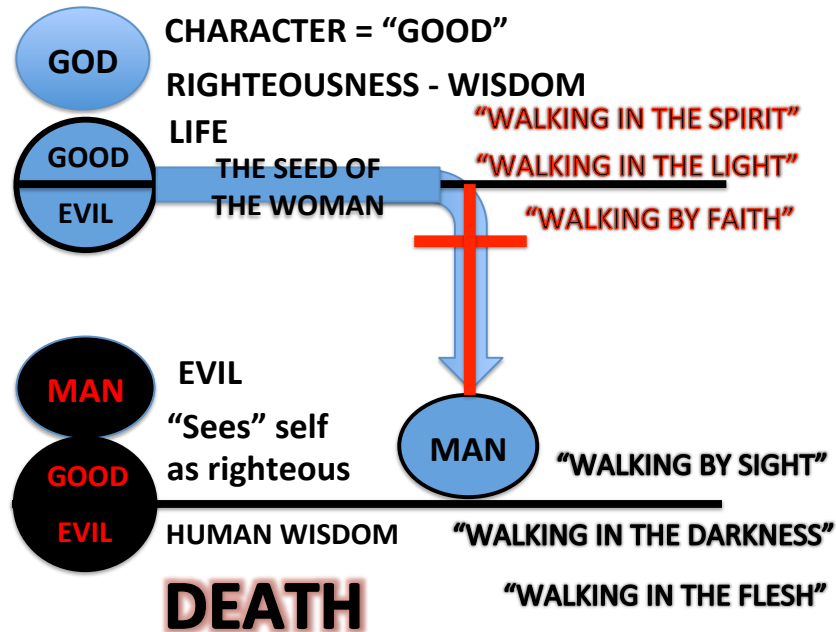 GOD
CHARACTER = “GOOD”
RIGHTEOUSNESS - WISDOM
LIFE
GOOD
EVIL
THE SEED OF
THE WOMAN
“WALKING IN THE SPIRIT”
“WALKING IN THE LIGHT”
“WALKING BY FAITH”
MAN
EVIL
“Sees” self
as righteous
GOOD
EVIL
HUMAN WISDOM
DEATH
MAN
“WALKING BY SIGHT”
“WALKING IN THE DARKNESS”
“WALKING IN THE FLESH”